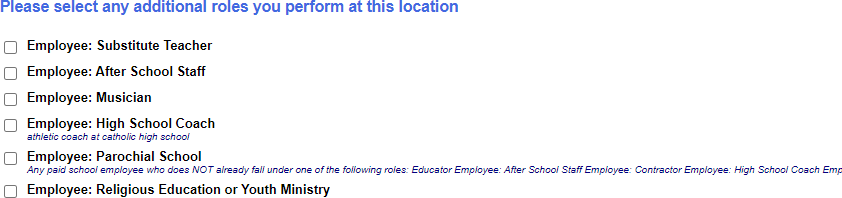 Please select any additional roles you perform at this location
Employee: Substitute Teacher
Employee: After School Staff
Employee: Musician
Employee: High School Coach
athletic coach at catholic high school
Employee: Parochial School
Any paid school employee who does NOT already fall under one of the following roles: Educator Employee: After School Staff Employee: Contractor Employee: High School Coach
Employee: Religious Education or Youth Ministry